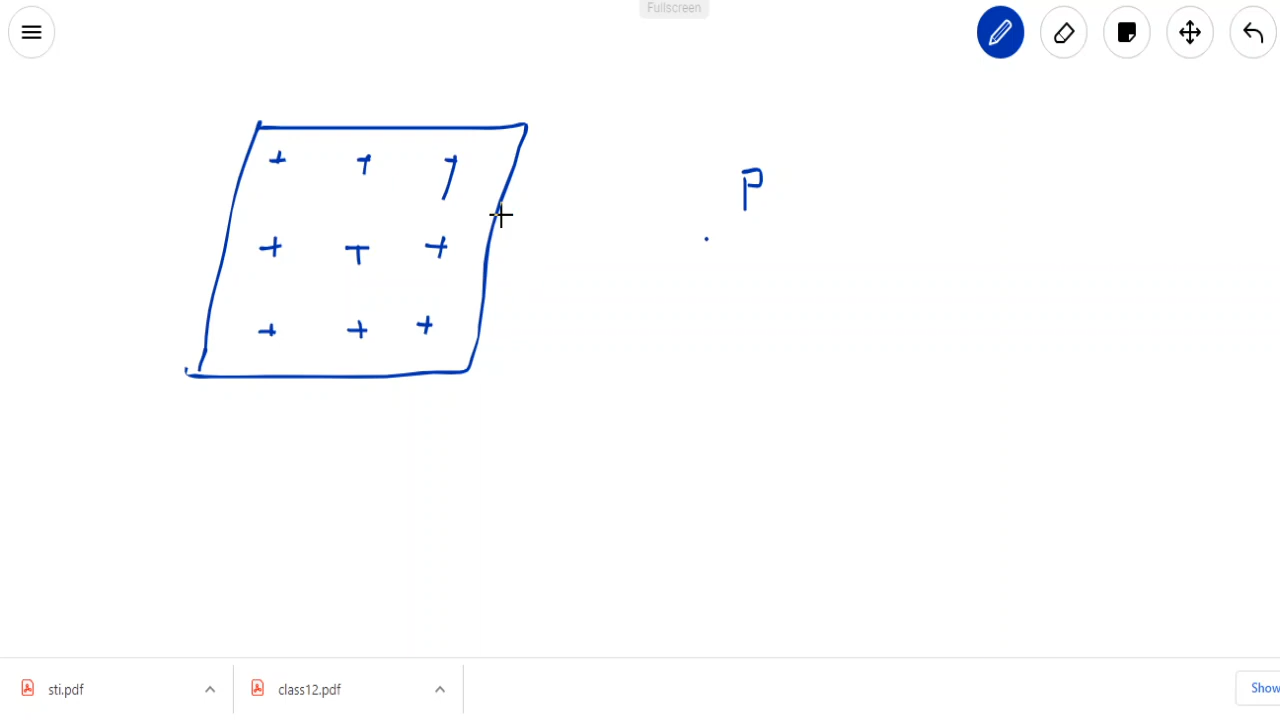 Fullscreen
+ + +
P
+ + +
+ + +
sti.pdf
class12.pdf
Show